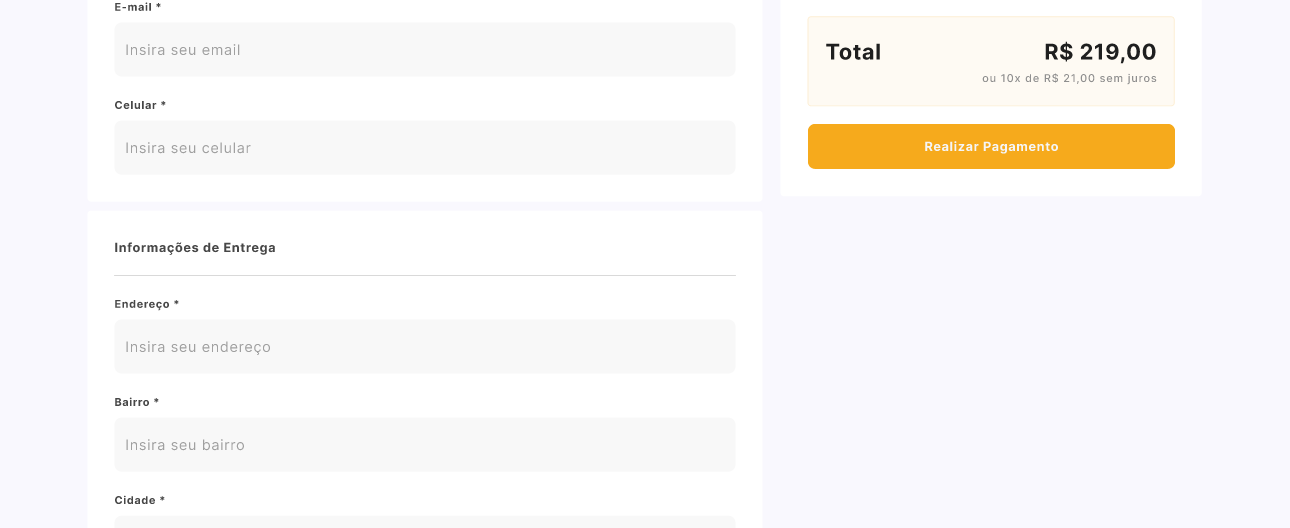 E-mail *
Insira seu email
Celular *
Insira seu celular
Informações de Entrega
Endereço *
Insira seu endereço
Bairro *
Insira seu bairro
Cidade *
Total R$ 219,00
ou 10x de R$ 21,00 sem juros
Realizar Pagamento